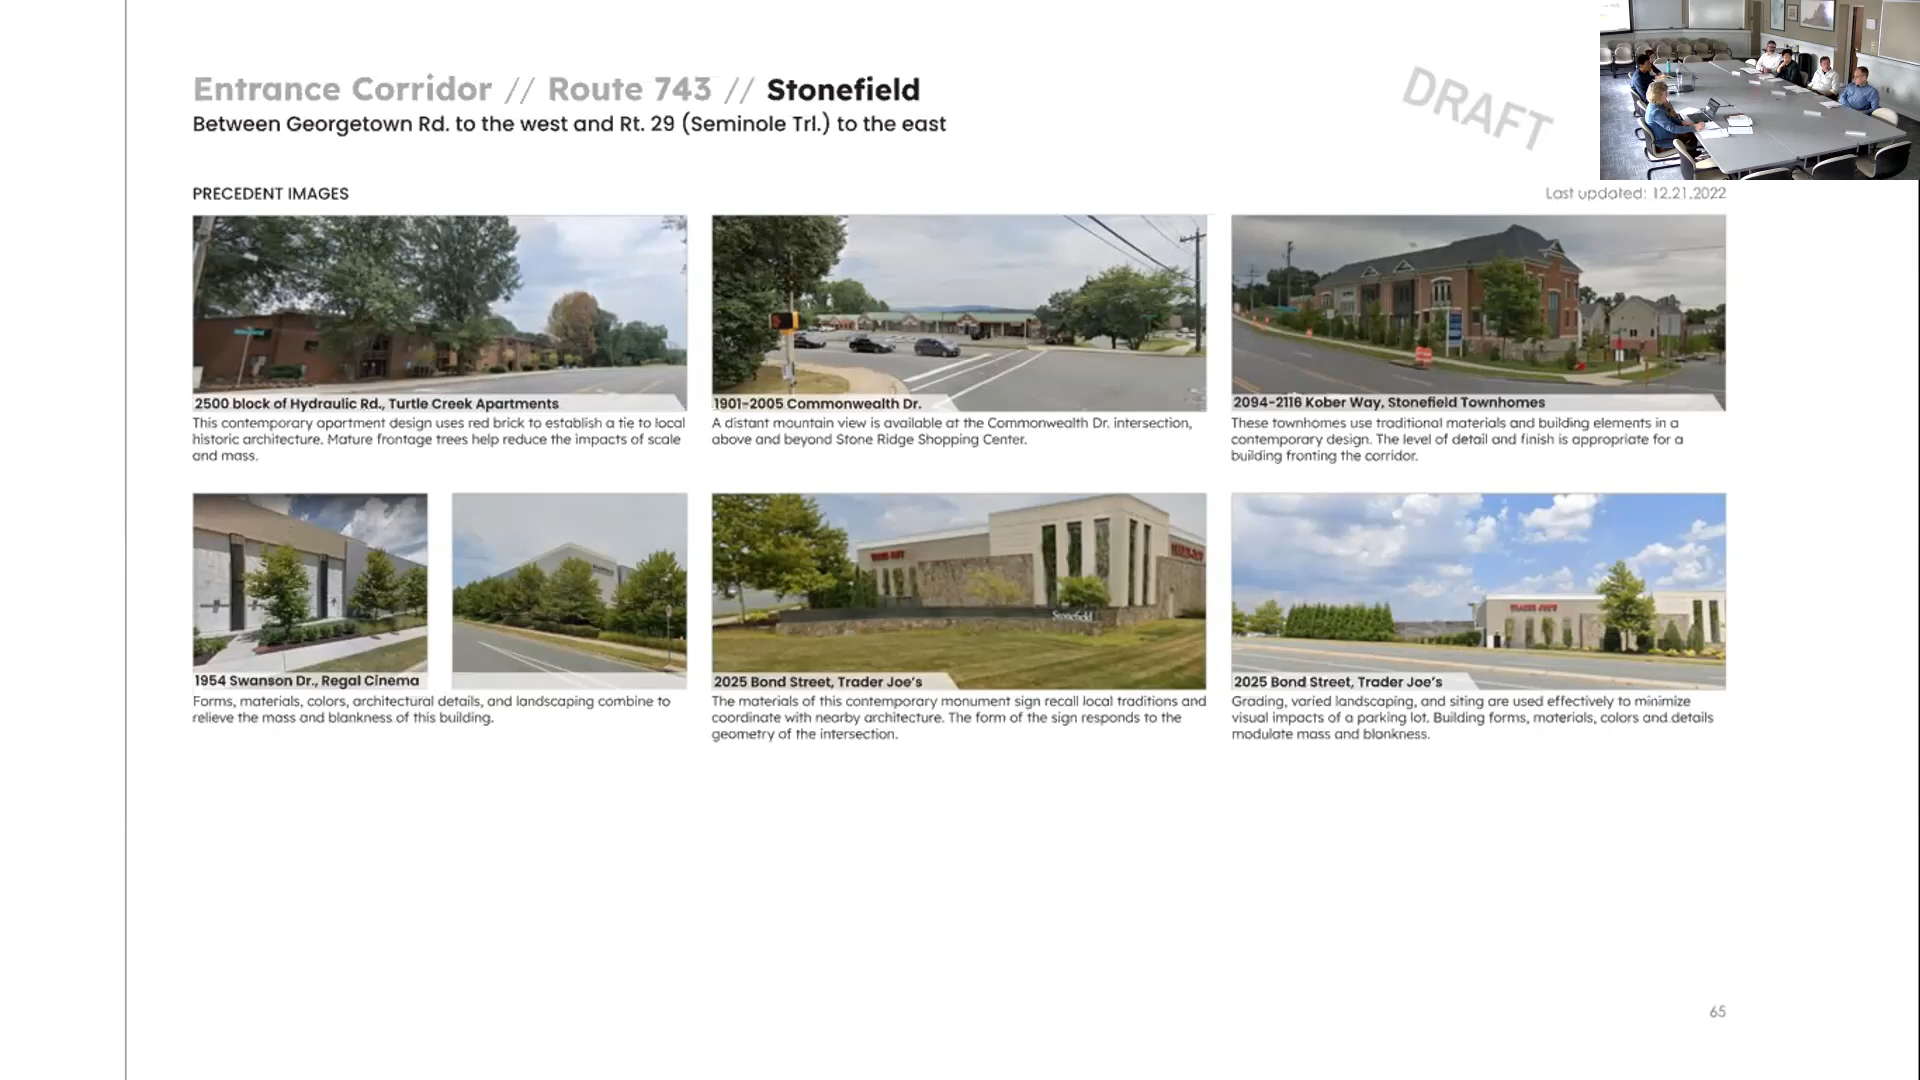 Entrance Corridor // Route 743 // Stonefield
Between Georgetown Rd. to the west and Rt. 29 (Seminole Trl.) to the east
DRAFT
PRECEDENT IMAGES
Last updated: 12.21.2022
2500 block of Hydraulic Rd., Turtle Creek Apartments
This contemporary apartment design uses red brick to establish a tie to local
historic architecture. Mature frontage trees help reduce the impacts of scale
and mass.
1901-2005 Commonwealth Dr.
A distant mountain view is available at the Commonwealth Dr. intersection,
above and beyond Stone Ridge Shopping Center.
2094-2116 Kober Way, Stonefield Townhomes
These townhomes use traditional materials and building elements in a
contemporary design. The level of detail and finish is appropriate for a
building fronting the corridor.
1954 Swanson Dr., Regal Cinema
Forms, materials, colors, architectural details, and landscaping combine to
relieve the mass and blankness of this building.
TRADER JOE'S
Stonefield
2025 Bond Street, Trader Joe's
The materials of this contemporary monument sign recall local traditions and
coordinate with nearby architecture. The form of the sign responds to the
geometry of the intersection.
TRADER JOE'S
2025 Bond Street, Trader Joe's
Grading, varied landscaping, and siting are used effectively to minimize
visual impacts of a parking lot. Building forms, materials, colors and details
modulate mass and blankness.
65